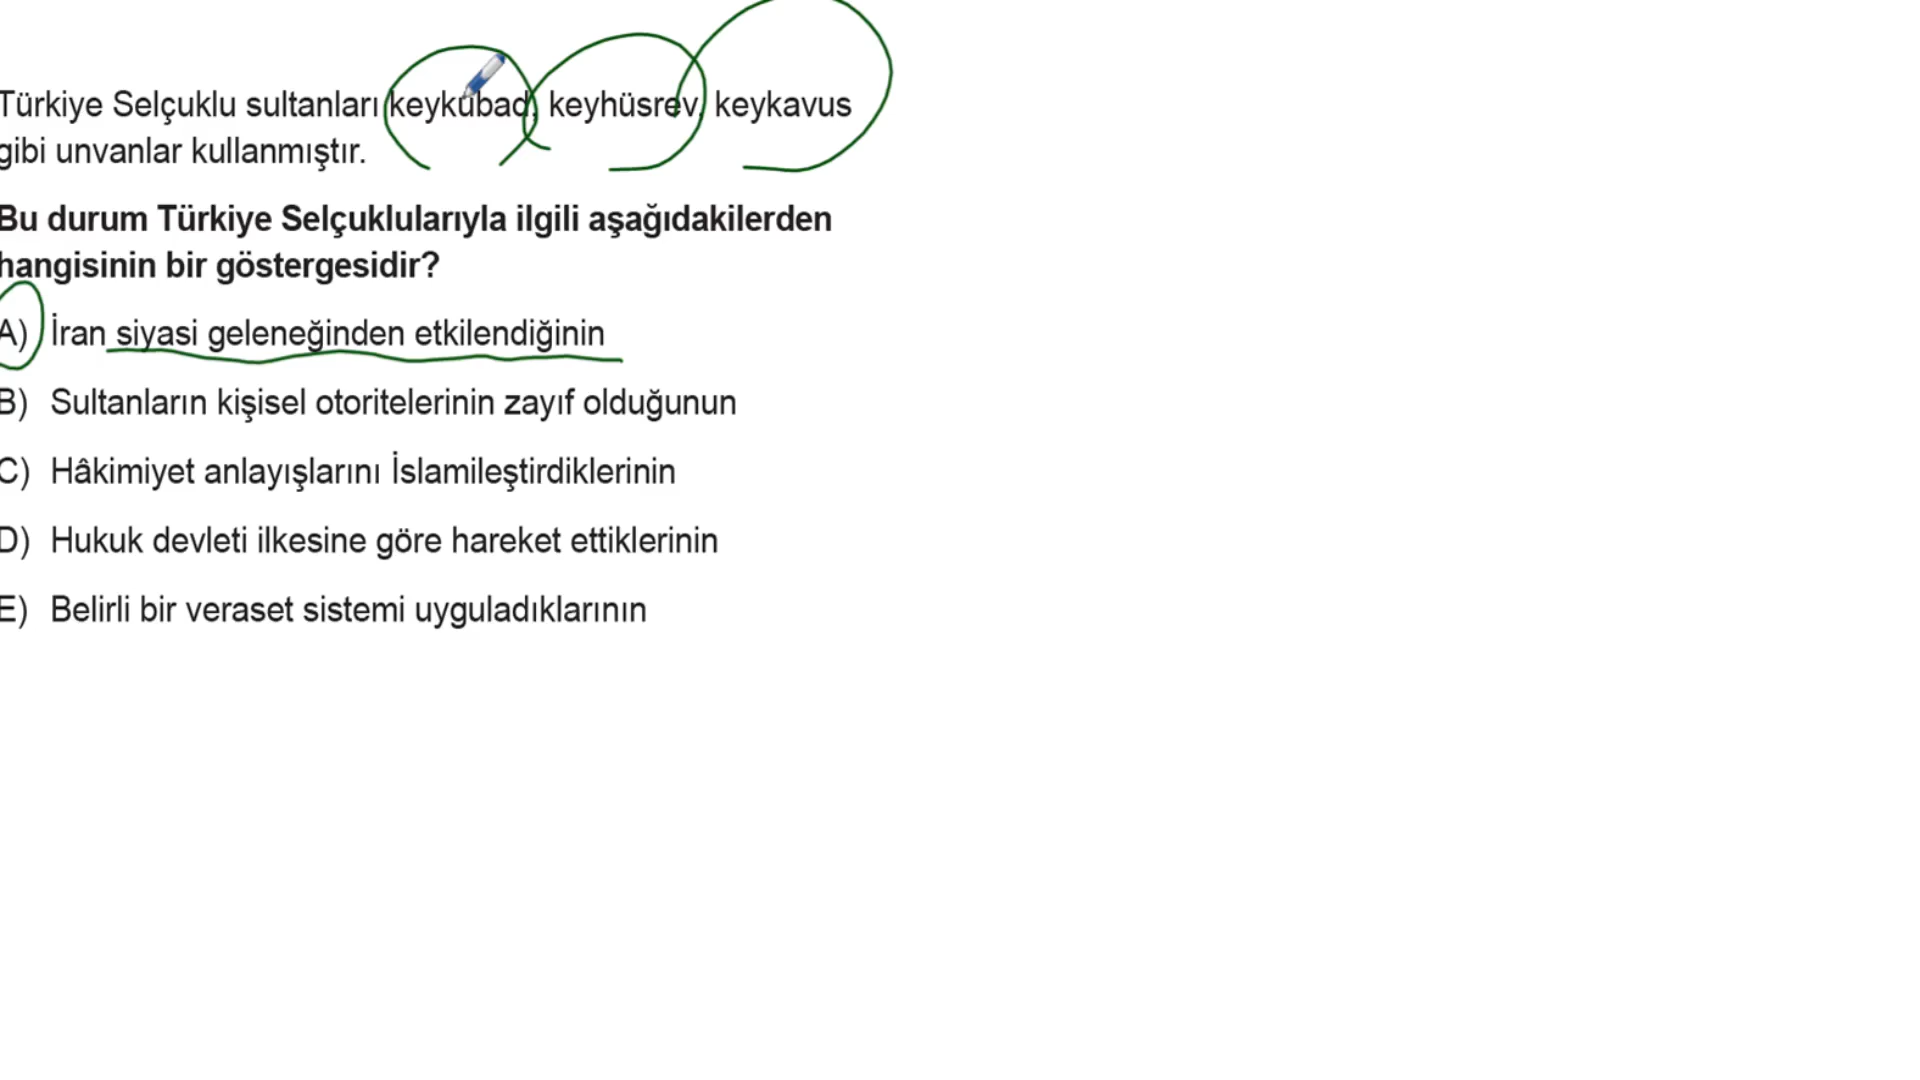 Türkiye Selçuklu sultanları keykubad, keyhüsrev, keykavus
gibi unvanlar kullanmıştır.
Bu durum Türkiye Selçuklularıyla ilgili aşağıdakilerden
hangisinin bir göstergesidir?
A) İran siyasi geleneğinden etkilendiğinin
B) Sultanların kişisel otoritelerinin zayıf olduğunun
C) Hâkimiyet anlayışlarını İslamileştirdiklerinin
D) Hukuk devleti ilkesine göre hareket ettiklerinin
E) Belirli bir veraset sistemi uyguladıklarının